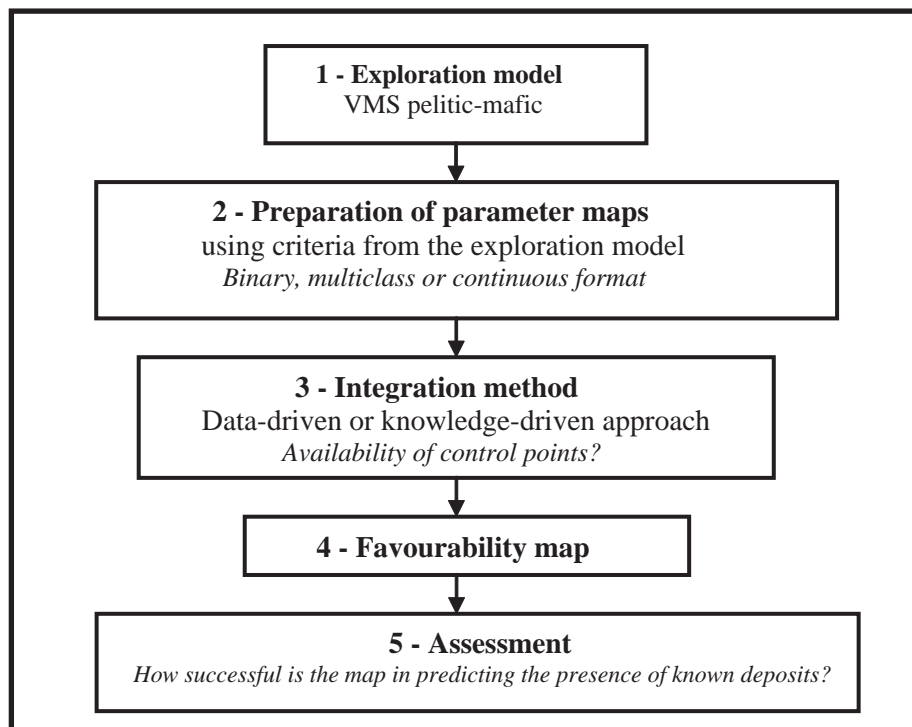 1 - Exploration model
VMS pelitic-mafic
2 - Preparation of parameter maps
using criteria from the exploration model
Binary, multiclass or continuous format
3 - Integration method
Data-driven or knowledge-driven approach
Availability of control points?
4 - Favourability map
5 - Assessment
How successful is the map in predicting the presence of known deposits?